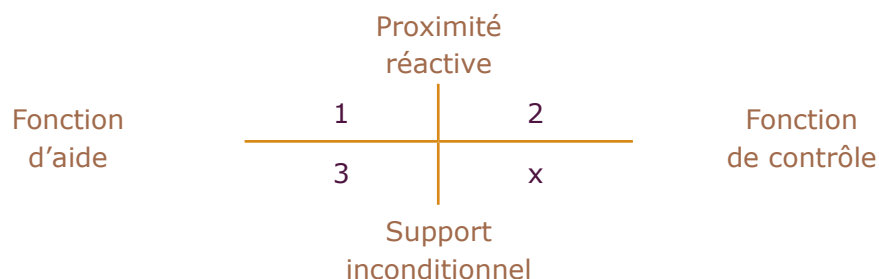 Proximité
réactive
Fonction
d’aide
1
2
Fonction
de contrôle
3
x
Support
inconditionnel